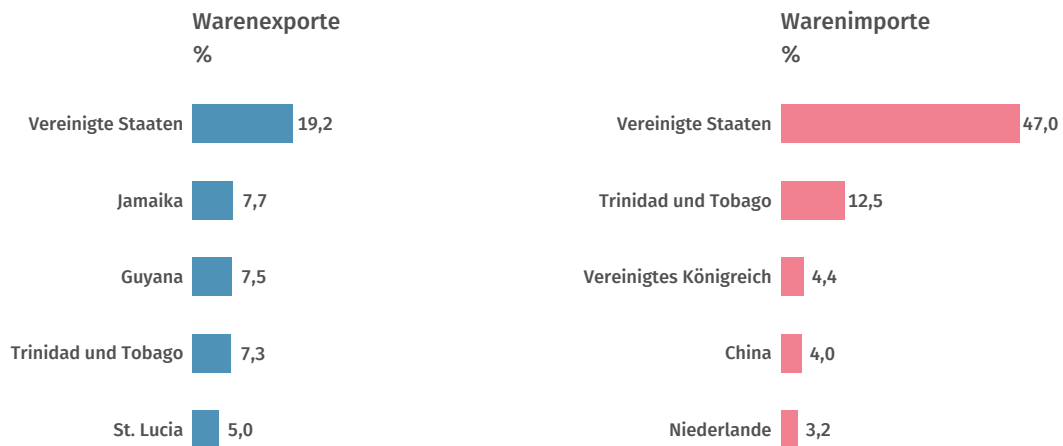 Warenexporte
%
Vereinigte Staaten 19,2
Jamaika 7,7
Guyana 7,5
Trinidad und Tobago 7,3
St. Lucia 5,0
Warenimporte
%
Vereinigte Staaten 47,0
Trinidad und Tobago 12,5
Vereinigtes Königreich 4,4
China 4,0
Niederlande 3,2